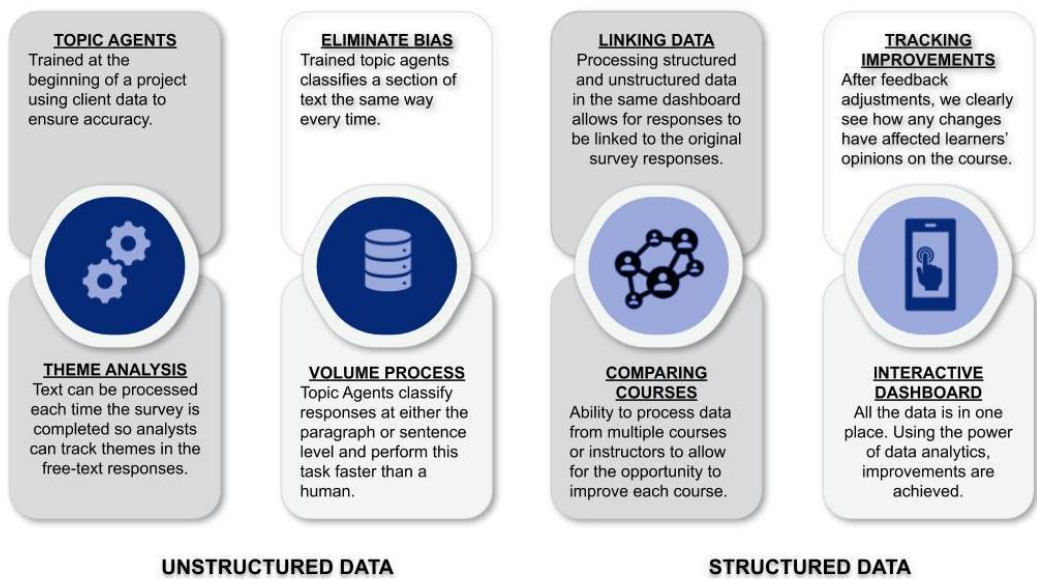 TOPIC AGENTS
Trained at the
beginning of a project
using client data to
ensure accuracy.
THEME ANALYSIS
Text can be processed
each time the survey is
completed so analysts
can track themes in the
free-text responses.
ELIMINATE BIAS
Trained topic agents
classifies a section of
text the same way
every time.
VOLUME PROCESS
Topic Agents classify
responses at either the
paragraph or sentence
level and perform this
task faster than a
human.
LINKING DATA
Processing structured
and unstructured data
in the same dashboard
allows for responses to
be linked to the original
survey responses.
COMPARING
COURSES
Ability to process data
from multiple courses
or instructors to allow
for the opportunity to
improve each course.
TRACKING
IMPROVEMENTS
After feedback
adjustments, we clearly
see how any changes
have affected learners’
opinions on the course.
INTERACTIVE
DASHBOARD
All the data is in one
place. Using the power
of data analytics,
improvements are
achieved.
UNSTRUCTURED DATA
STRUCTURED DATA